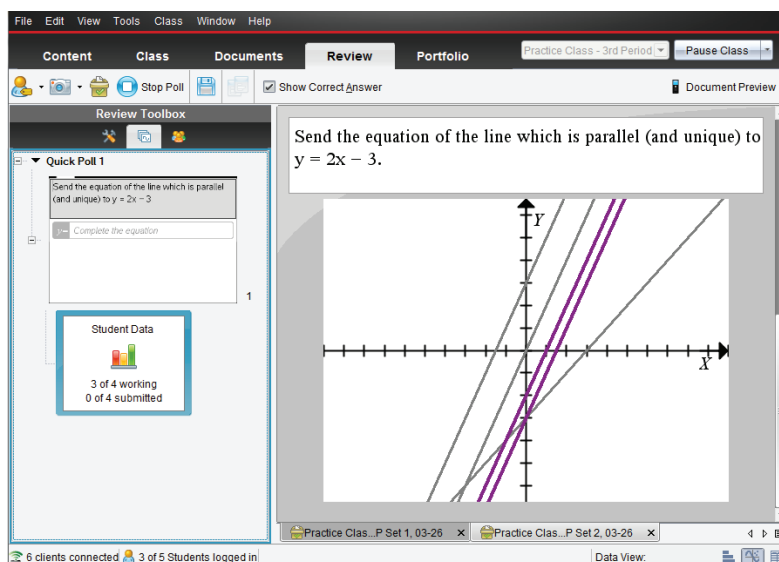 File Edit View Tools Class Window Help
Content Class Documents Review Portfolio Practice Class - 3rd Period Pause Class
Stop Poll Show Correct Answer Document Preview
Review Toolbox
Quick Poll 1
Send the equation of the line which is parallel
(and unique) to y = 2x - 3
y= Complete the equation
1
Student Data
3 of 4 working
0 of 4 submitted
Send the equation of the line which is parallel (and unique) to
y = 2x − 3.
Y
X
Practice Clas...P Set 1, 03-26 x Practice Clas...P Set 2, 03-26 x
6 clients connected 3 of 5 Students logged in Data View: